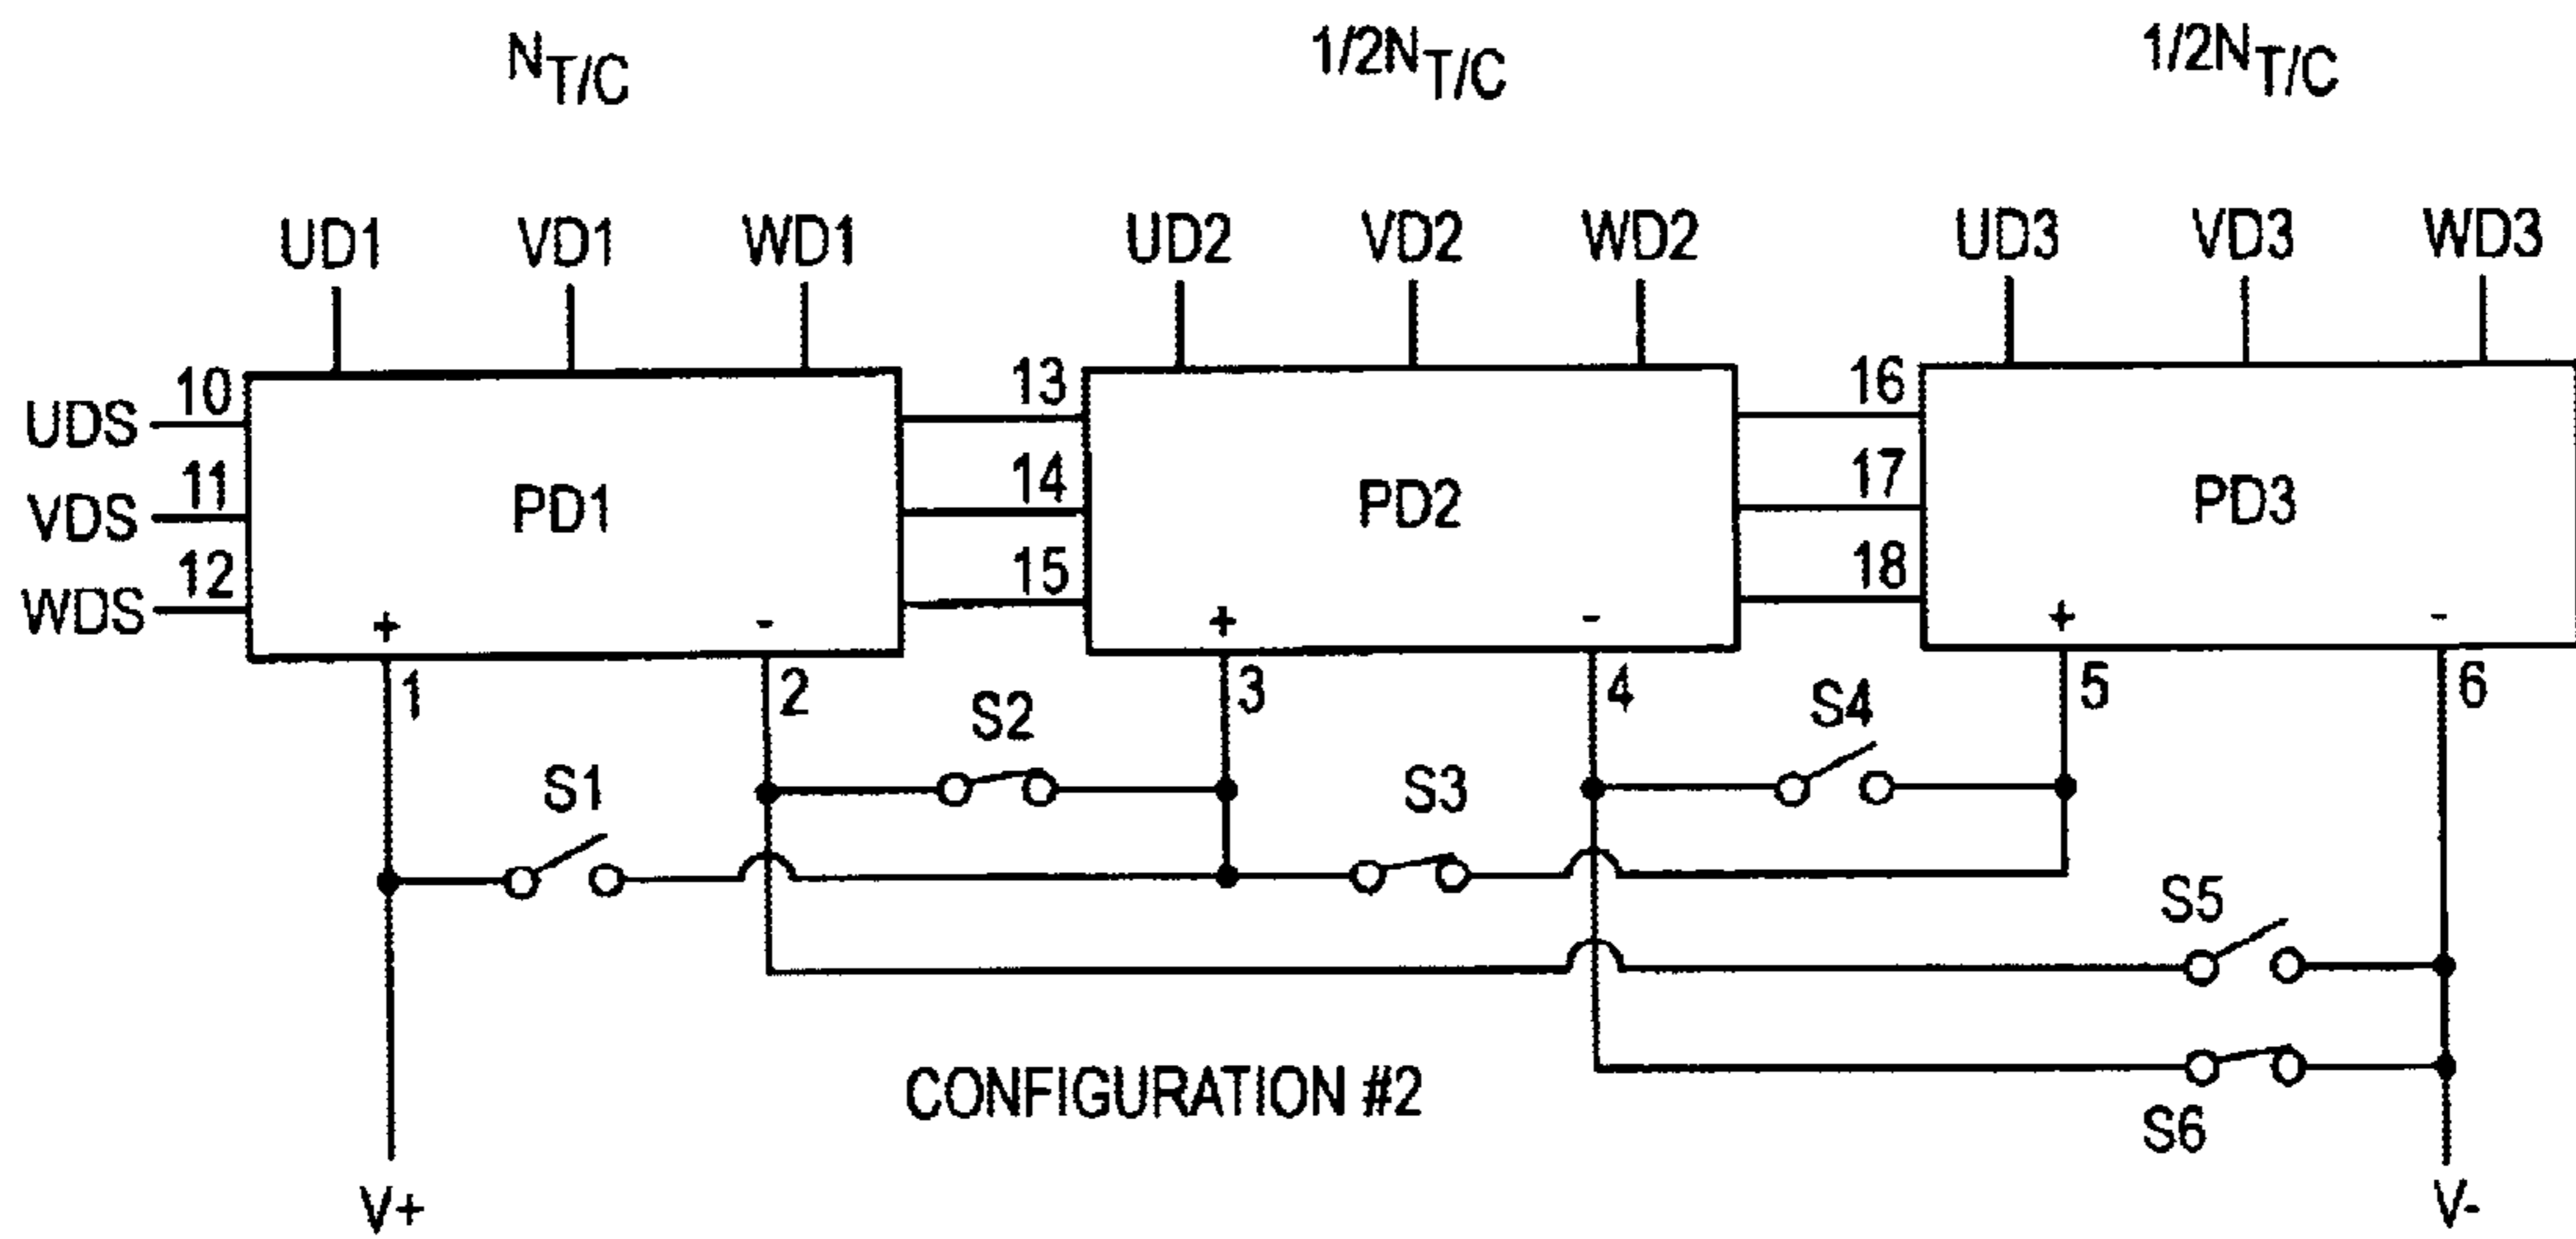 NT/C 1/2NT/C 1/2NT/C
UD1 VD1 WD1 UD2 VD2 WD2 UD3 VD3 WD3
UDS 10 13 16
VDS 11 PD1 14 PD2 17 PD3
WDS 12 15 18
+ - + - + -
1 2 3 4 5 6
S2 S4
S1 S3
S5
CONFIGURATION #2
S6
V+ V-